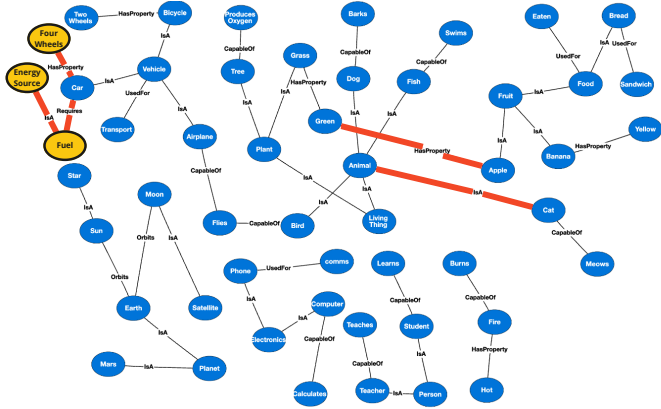 Two
Wheels
HasProperty
Bicycle
Produces
Oxygen
Barks
Swims
Eaten
Bread
Four
Wheels
IsA
CapableOf
CapableOf
CapableOf
UsedFor
IsA
UsedFor
HasProperty
Grass
Energy
Source
Car
IsA
Vehicle
Tree
HasProperty
Dog
Fish
Fruit
IsA
Food
Sandwich
UsedFor
IsA
Requires
IsA
IsA
IsA
IsA
IsA
IsA
Green
Transport
IsA
Airplane
Yellow
IsA
IsA
HasProperty
Fuel
Plant
HasProperty
Banana
Animal
Apple
Star
CapableOf
IsA
Moon
IsA
IsA
IsA
IsA
Cat
Sun
Orbits
IsA
Flies
CapableOf
Bird
Living
Thing
CapableOf
Meows
Orbits
Phone
UsedFor
comms
Learns
Burns
IsA
CapableOf
CapableOf
Earth
Satellite
Computer
IsA
Teaches
Student
Fire
IsA
Electronics
CapableOf
HasProperty
IsA
CapableOf
Mars
IsA
Planet
Calculates
Teacher
IsA
Person
Hot